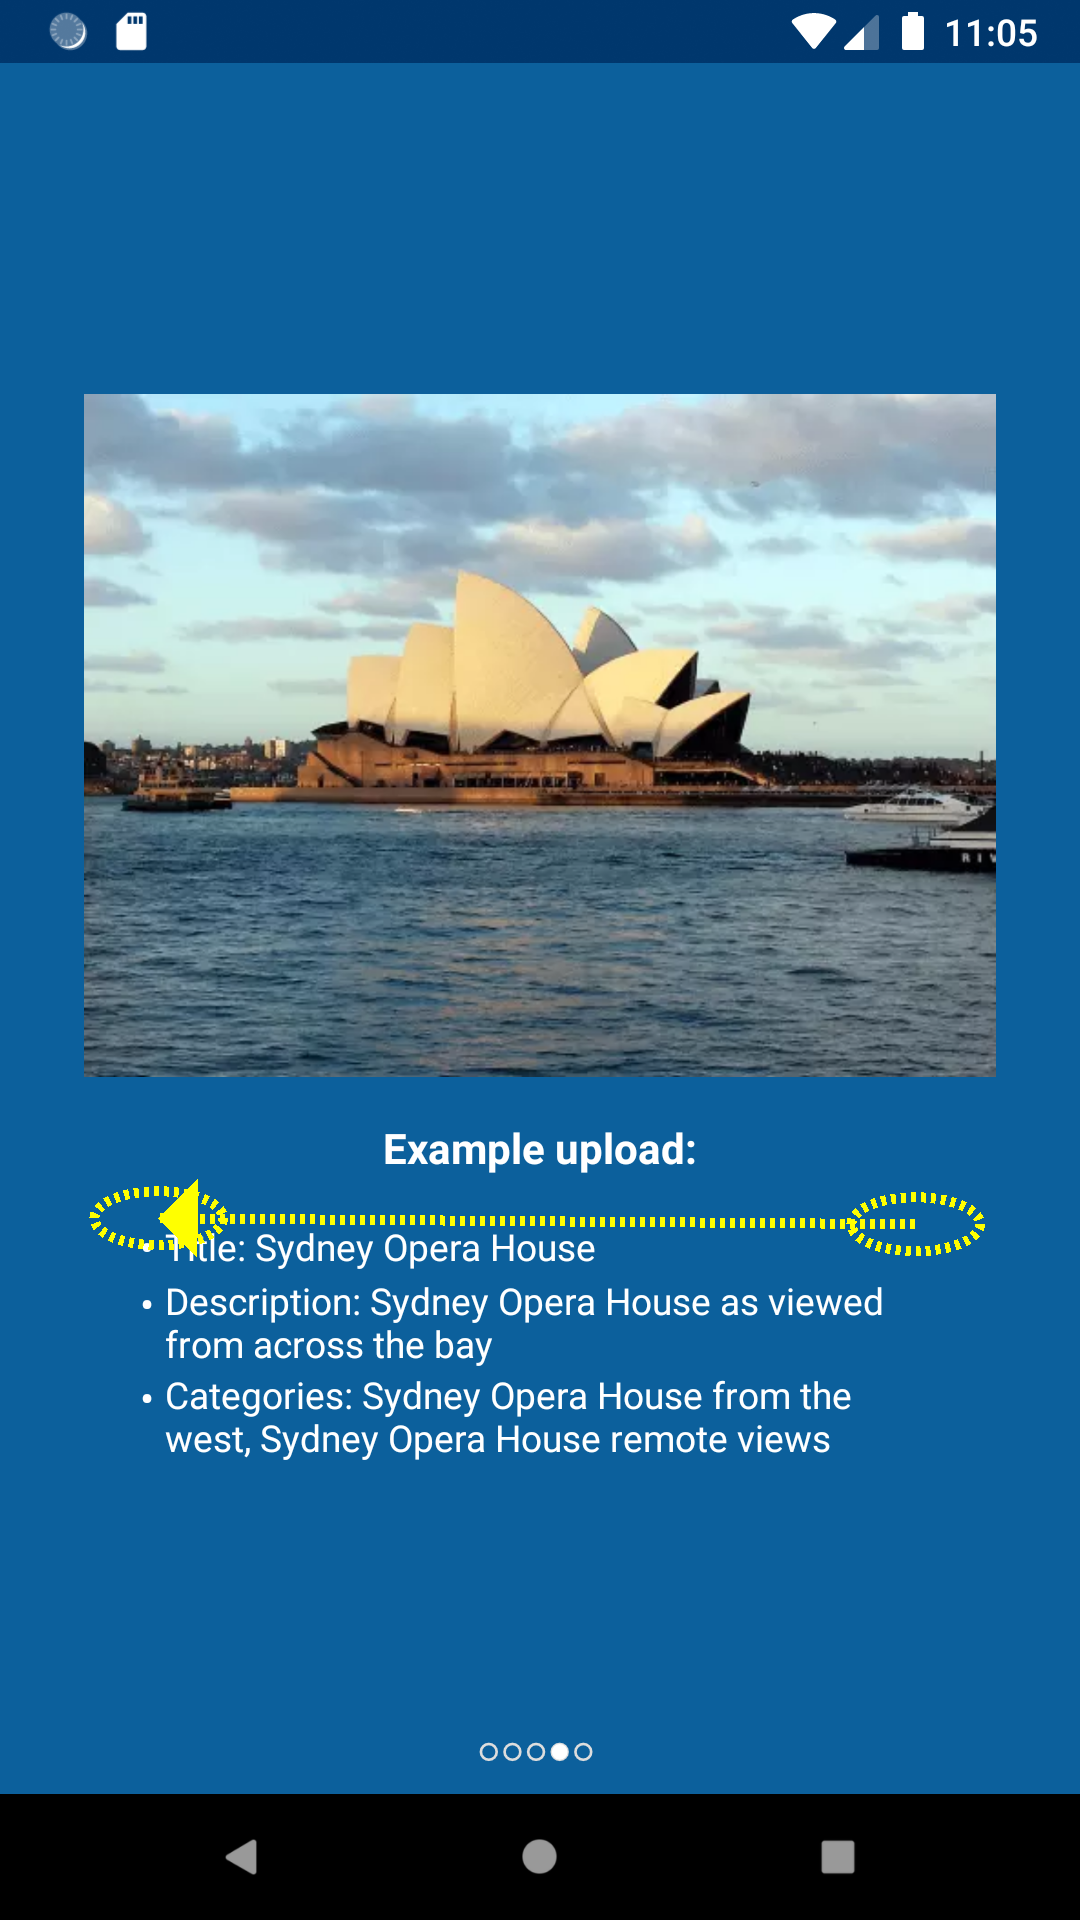 11:05
RIV
Example upload:
• Title: Sydney Opera House
• Description: Sydney Opera House as viewed
from across the bay
• Categories: Sydney Opera House from the
west, Sydney Opera House remote views